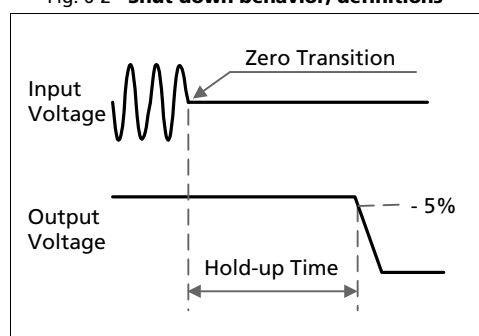 Fig. 6-2 Shut down behavior, definitions
Zero Transition
Input
Voltage
- 5%
Output
Voltage
Hold-up Time